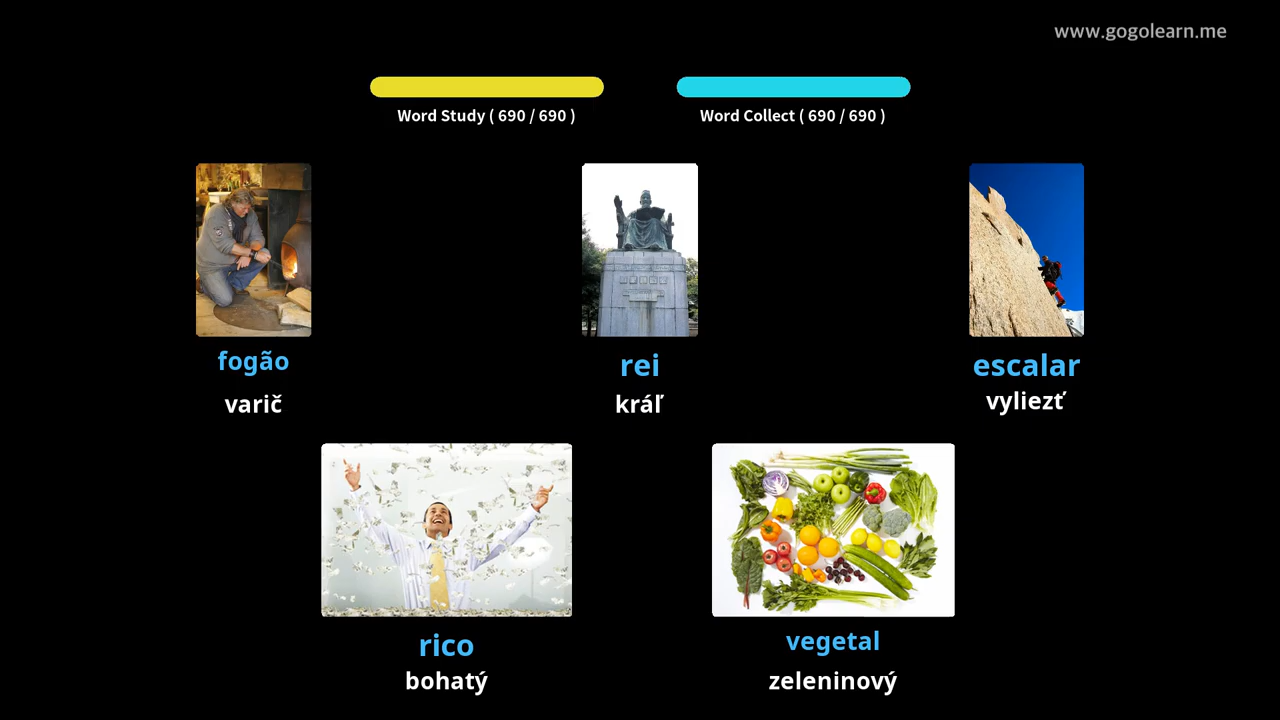 www.gogolearn.me
Word Study ( 690 / 690 )
Word Collect ( 690 / 690 )
fogão
rei
escalar
varič
kráľ
vyliezť
rico
vegetal
bohatý
zeleninový